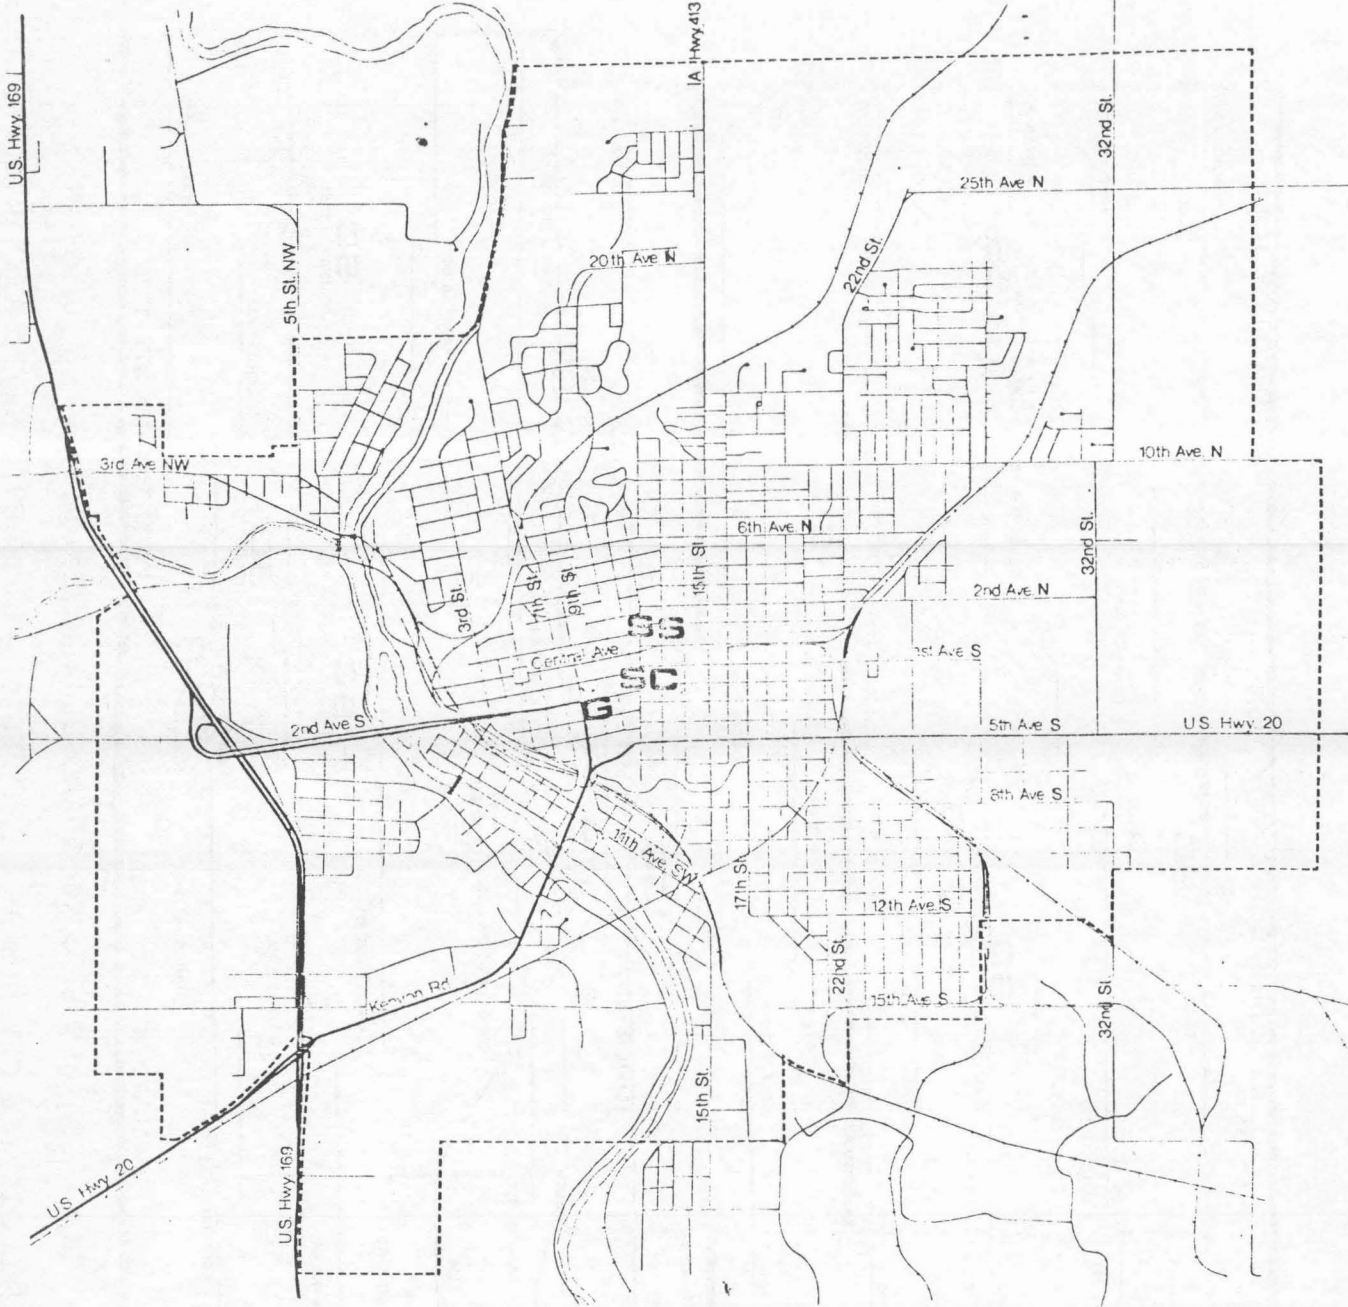 IA Hwy. 413
U.S. Hwy. 169
32nd St.
25th Ave. N
5th St. NW
20th Ave. N
22nd St.
3rd Ave. NW
10th Ave. N
6th Ave. N
15th St.
32nd St.
3rd St.
7th St.
9th St.
2nd Ave. N
SS
Central Ave.
1st Ave. S
SC
G
2nd Ave. S
5th Ave. S
U.S. Hwy. 20
8th Ave. S
11th Ave. SW
17th St.
12th Ave. S
22nd St.
Kenyon Rd.
15th Ave. S
32nd St.
15th St.
U.S. Hwy. 20
U.S. Hwy. 169